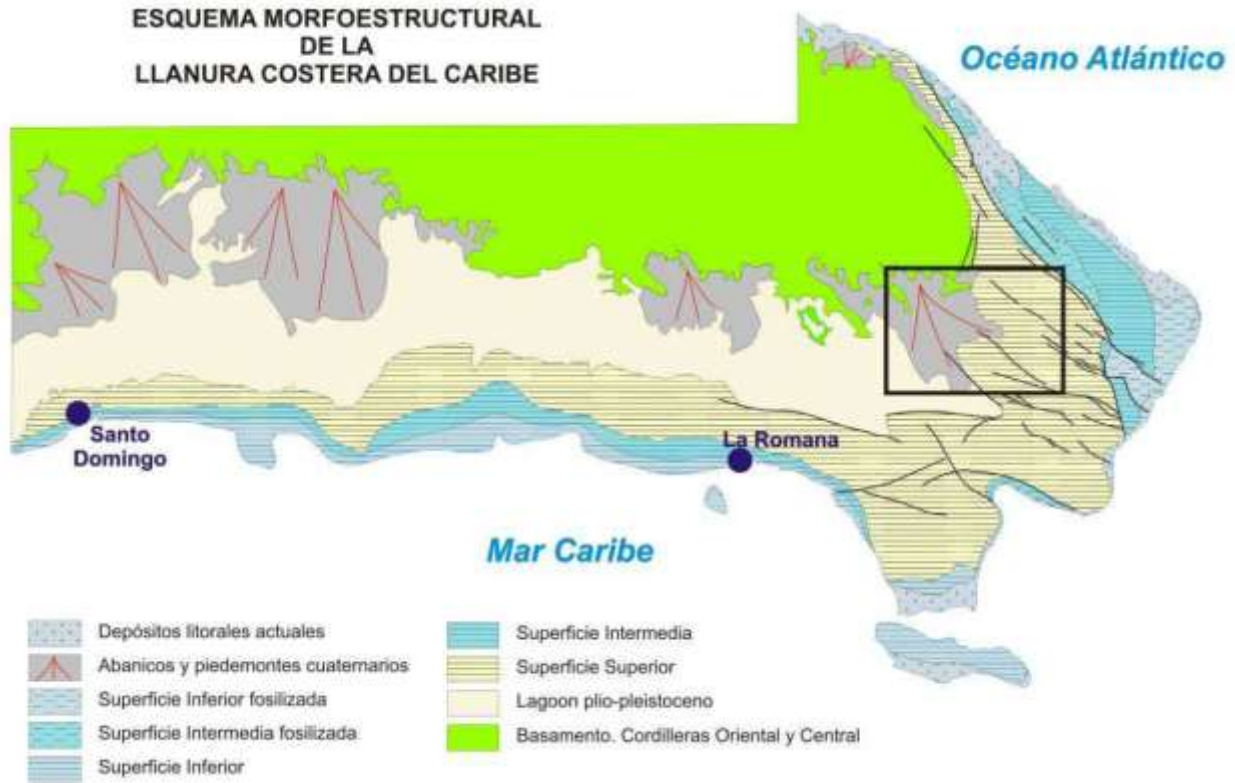 ESQUEMA MORFOESTRUCTURAL
DE LA
LLANURA COSTERA DEL CARIBE
Océano Atlántico
Santo
Domingo
La Romana
Mar Caribe
Depósitos litorales actuales
Abanicos y piedemontes cuaternarios
Superficie Inferior fosilizada
Superficie Intermedia fosilizada
Superficie Inferior
Superficie Intermedia
Superficie Superior
Lagoon plio-pleistoceno
Basamento. Cordilleras Oriental y Central